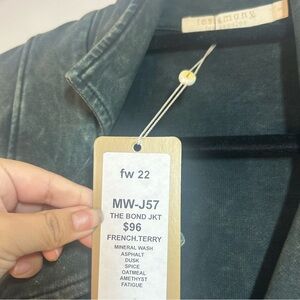 fw 22
MW-J57
THE BOND JKT
$96
FRENCH.TERRY
MINERAL WASH
ASPHALT
DUSK
SPICE
OATMEAL
AMETHYST
FATIGUE